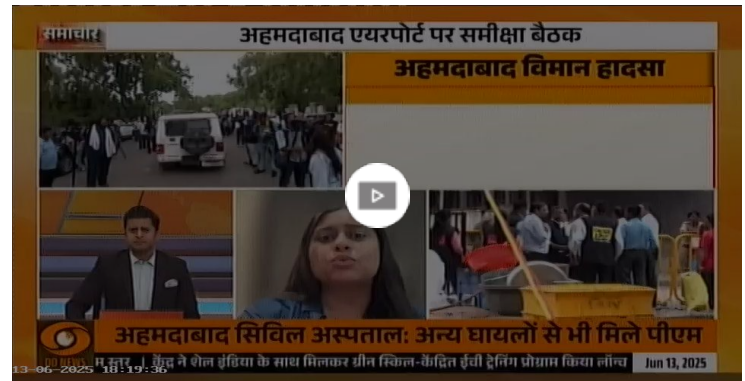 समाचार
अहमदाबाद एयरपोर्ट पर समीक्षा बैठक
अहमदाबाद विमान हादसा
अहमदाबाद सिविल अस्पताल: अन्य घायलों से भी मिले पीएम
DD NEWS
म स्तर । केंद्र ने शेल इंडिया के साथ मिलकर ग्रीन स्किल-केंद्रित ईवी ट्रेनिंग प्रोग्राम किया लॉन्च
Jun 13, 2025
13-06-2025 18:19:36